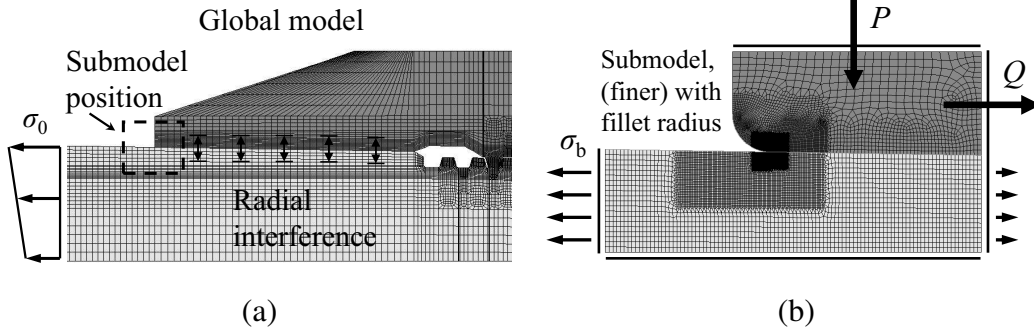 Global model
Submodel
position
σ0
Radial
interference
(a)
P
Submodel,
(finer) with
fillet radius
Q
σb
(b)